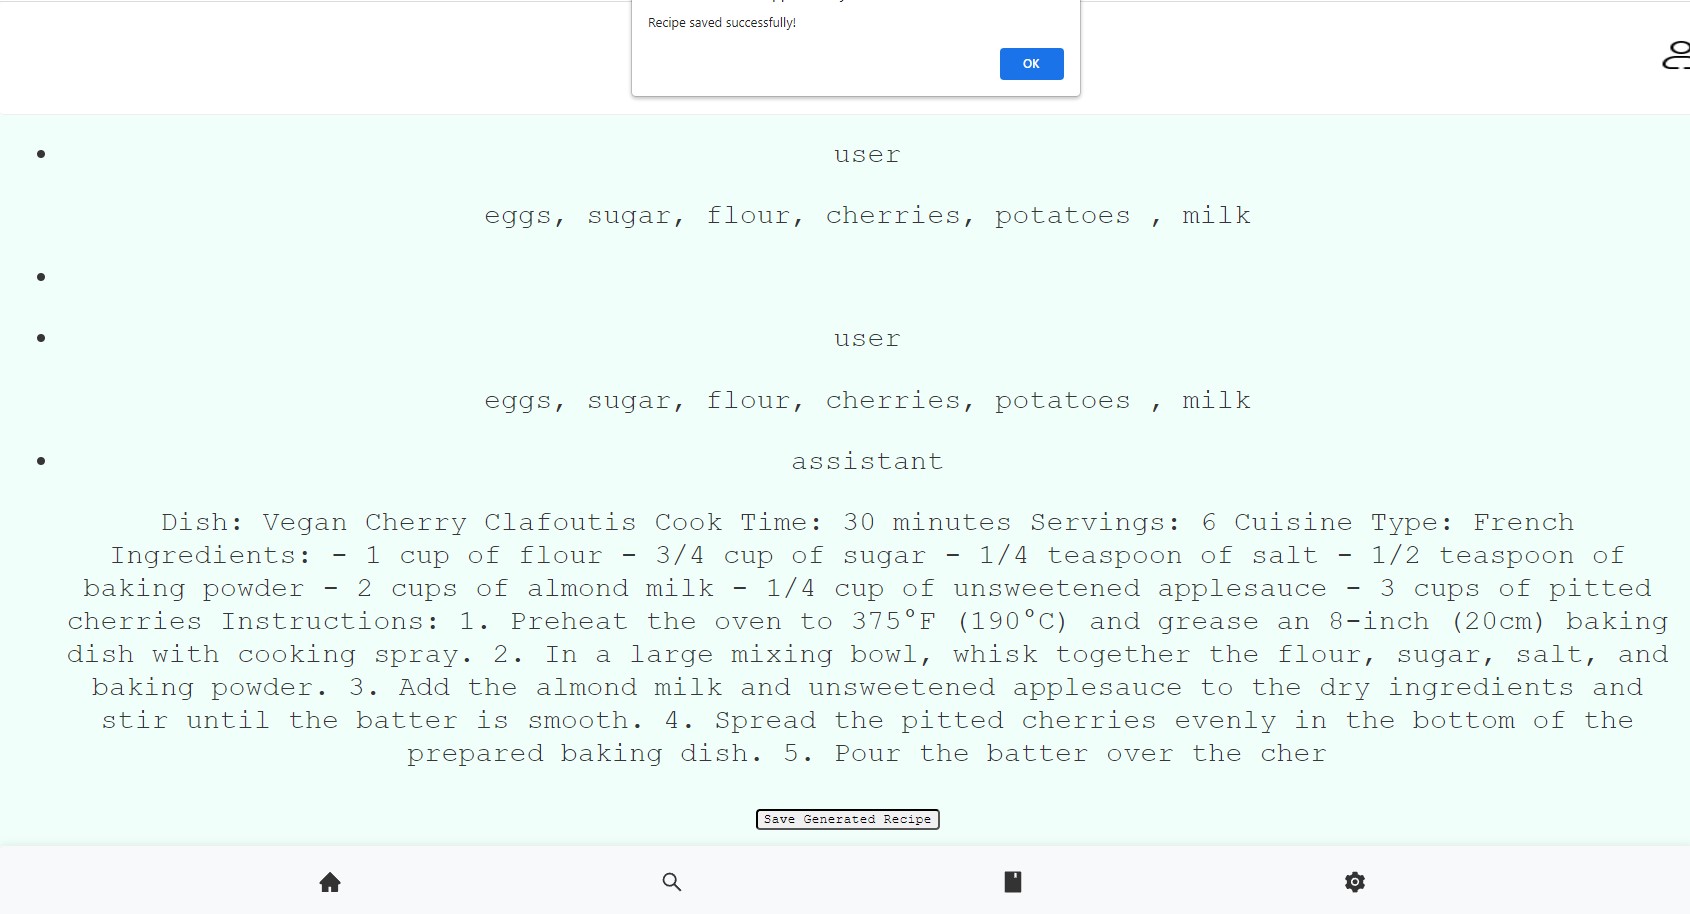 Recipe saved successfully!
OK
user
eggs, sugar, flour, cherries, potatoes , milk
user
eggs, sugar, flour, cherries, potatoes , milk
assistant
Dish: Vegan Cherry Clafoutis Cook Time: 30 minutes Servings: 6 Cuisine Type: French
Ingredients: - 1 cup of flour - 3/4 cup of sugar - 1/4 teaspoon of salt - 1/2 teaspoon of
baking powder - 2 cups of almond milk - 1/4 cup of unsweetened applesauce - 3 cups of pitted
cherries Instructions: 1. Preheat the oven to 375°F (190°C) and grease an 8-inch (20cm) baking
dish with cooking spray. 2. In a large mixing bowl, whisk together the flour, sugar, salt, and
baking powder. 3. Add the almond milk and unsweetened applesauce to the dry ingredients and
stir until the batter is smooth. 4. Spread the pitted cherries evenly in the bottom of the
prepared baking dish. 5. Pour the batter over the cher
Save Generated Recipe